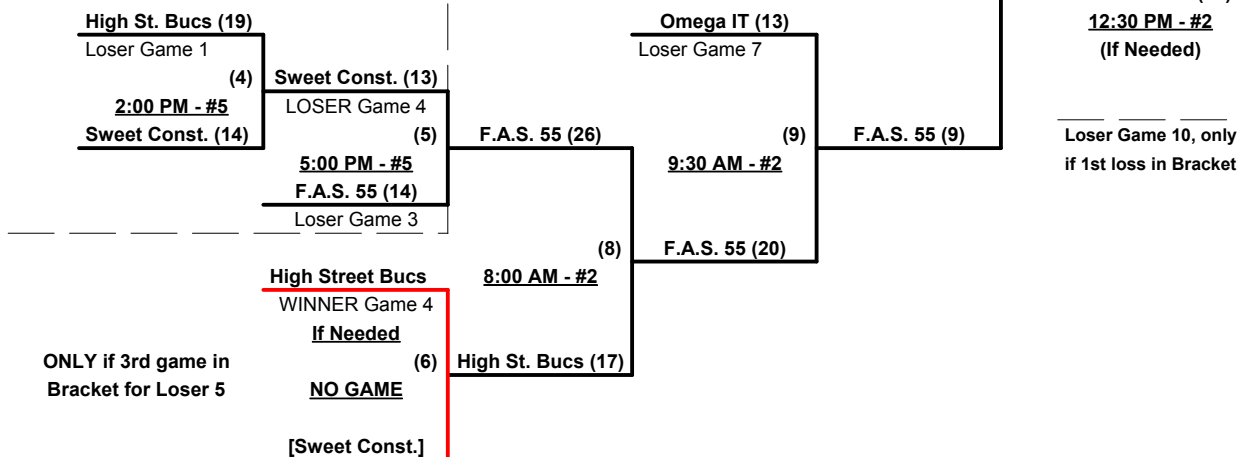 High St. Bucs (19)
Loser Game 1
(4)
2:00 PM - #5
Sweet Const. (14)
Sweet Const. (13)
LOSER Game 4
(5)
5:00 PM - #5
F.A.S. 55 (14)
Loser Game 3
F.A.S. 55 (26)
(8)
8:00 AM - #2
High Street Bucs
WINNER Game 4
If Needed
(6)
NO GAME
[Sweet Const.]
High St. Bucs (17)
ONLY if 3rd game in
Bracket for Loser 5
Omega IT (13)
Loser Game 7
(9)
9:30 AM - #2
F.A.S. 55 (20)
F.A.S. 55 (9)
12:30 PM - #2
(If Needed)
Loser Game 10, only
if 1st loss in Bracket